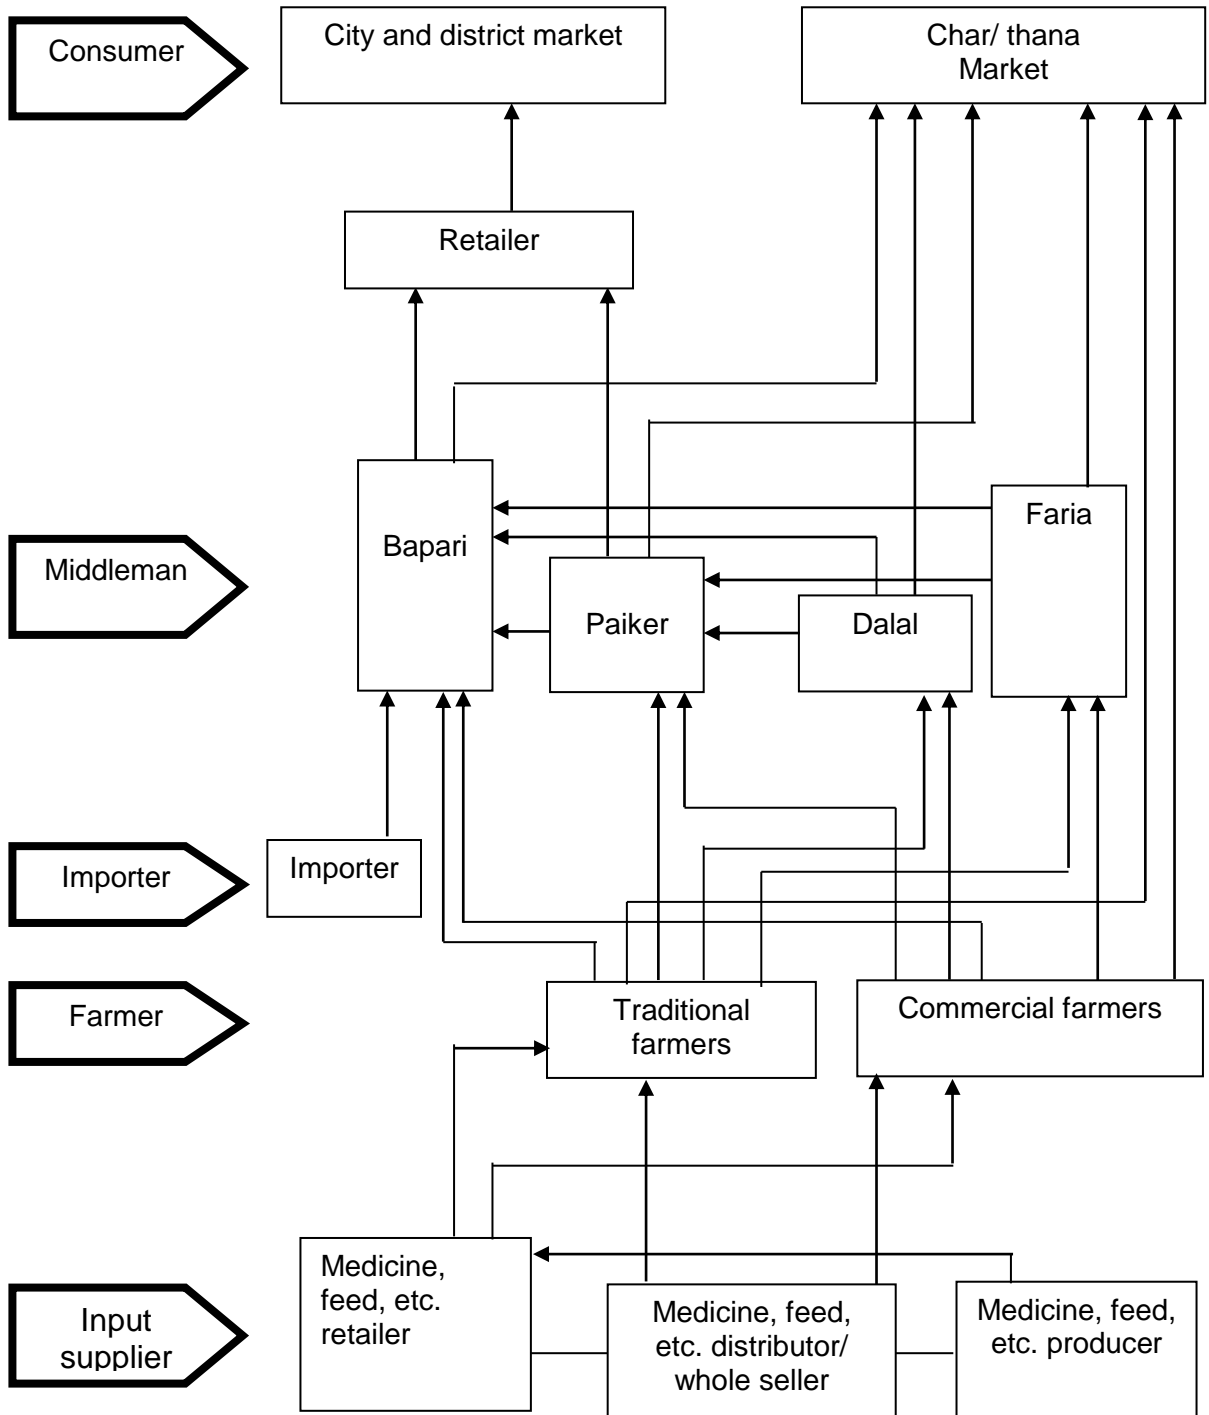 Consumer
City and district market
Char/ thana
Market
Retailer
Middleman
Bapari
Paiker
Dalal
Faria
Importer
Importer
Farmer
Traditional
farmers
Commercial farmers
Input
supplier
Medicine,
feed, etc.
retailer
Medicine, feed,
etc. distributor/
whole seller
Medicine, feed,
etc. producer